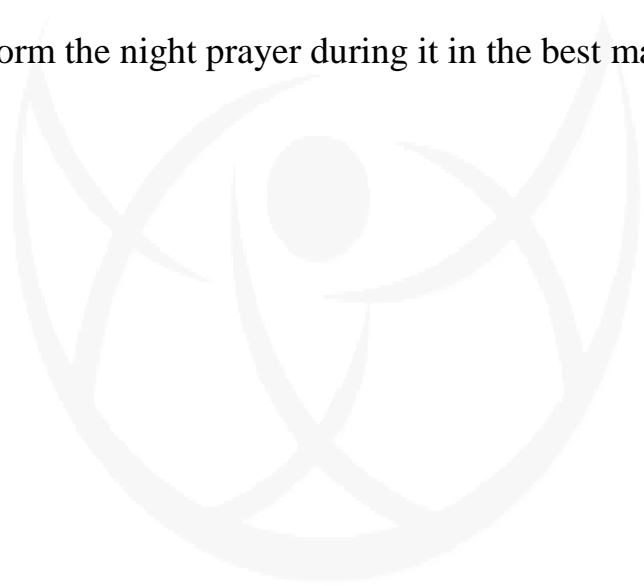 orm the night prayer during it in the best ma